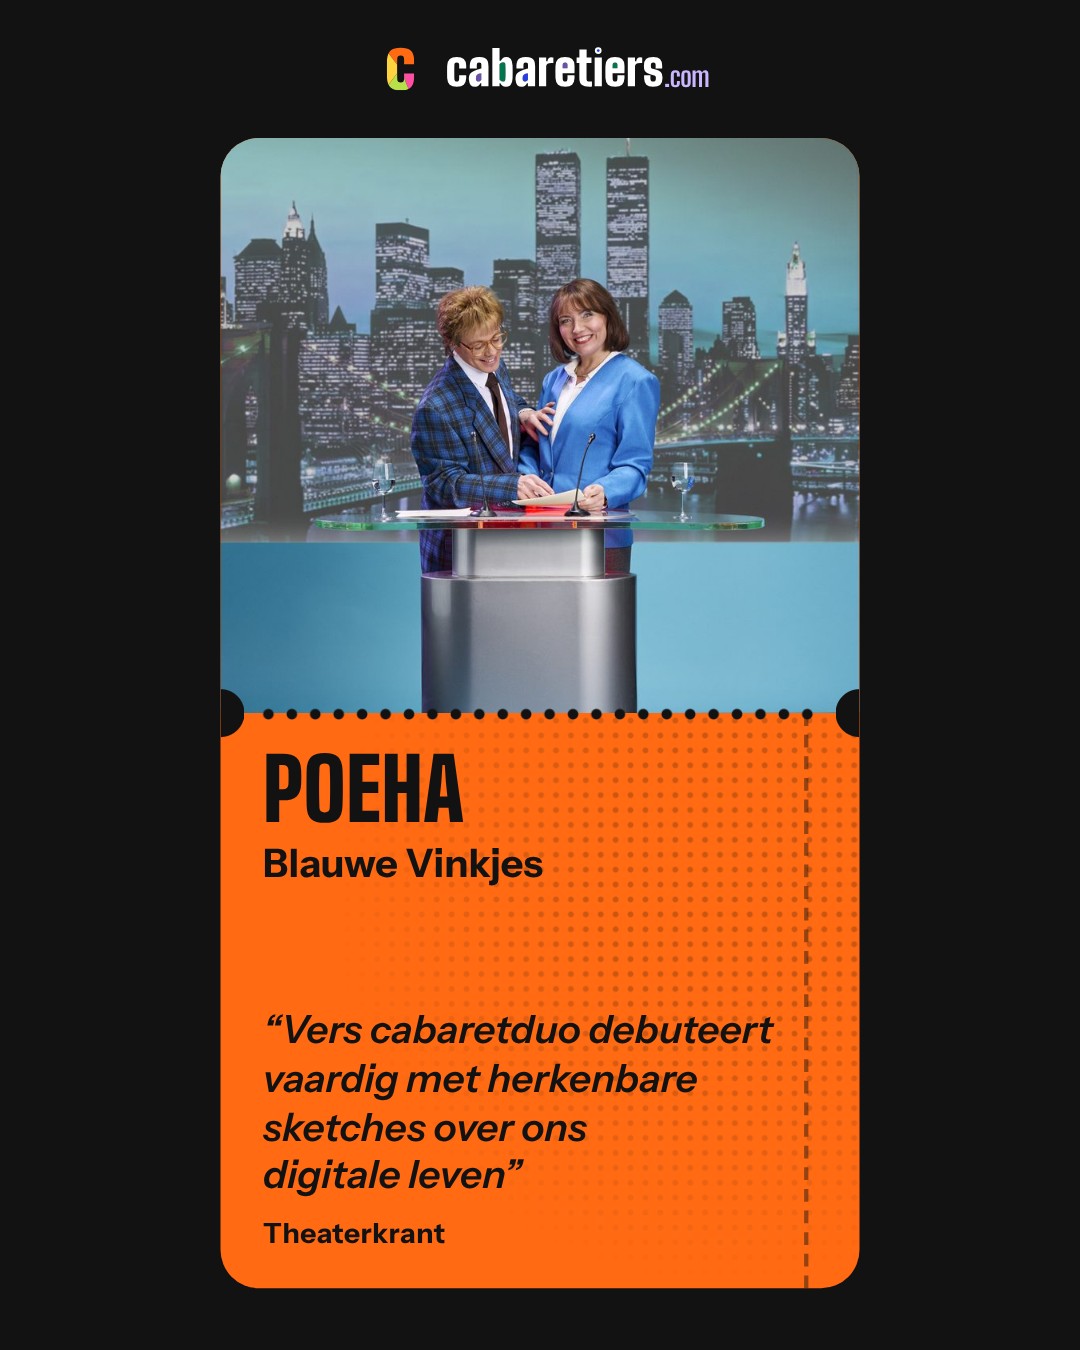 C cabaretiers.com
POEHA
Blauwe Vinkjes
“Vers cabaretduo debuteert
vaardig met herkenbare
sketches over ons
digitale leven”
Theaterkrant